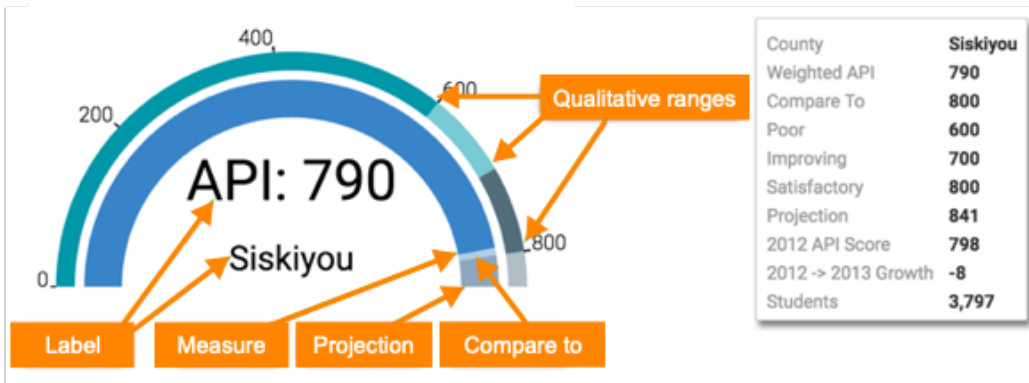 400
600
200
Qualitative ranges
API: 790
Siskiyou
800
0
Label
Measure
Projection
Compare to
County Siskiyou
Weighted API 790
Compare To 800
Poor 600
Improving 700
Satisfactory 800
Projection 841
2012 API Score 798
2012 -> 2013 Growth -8
Students 3,797